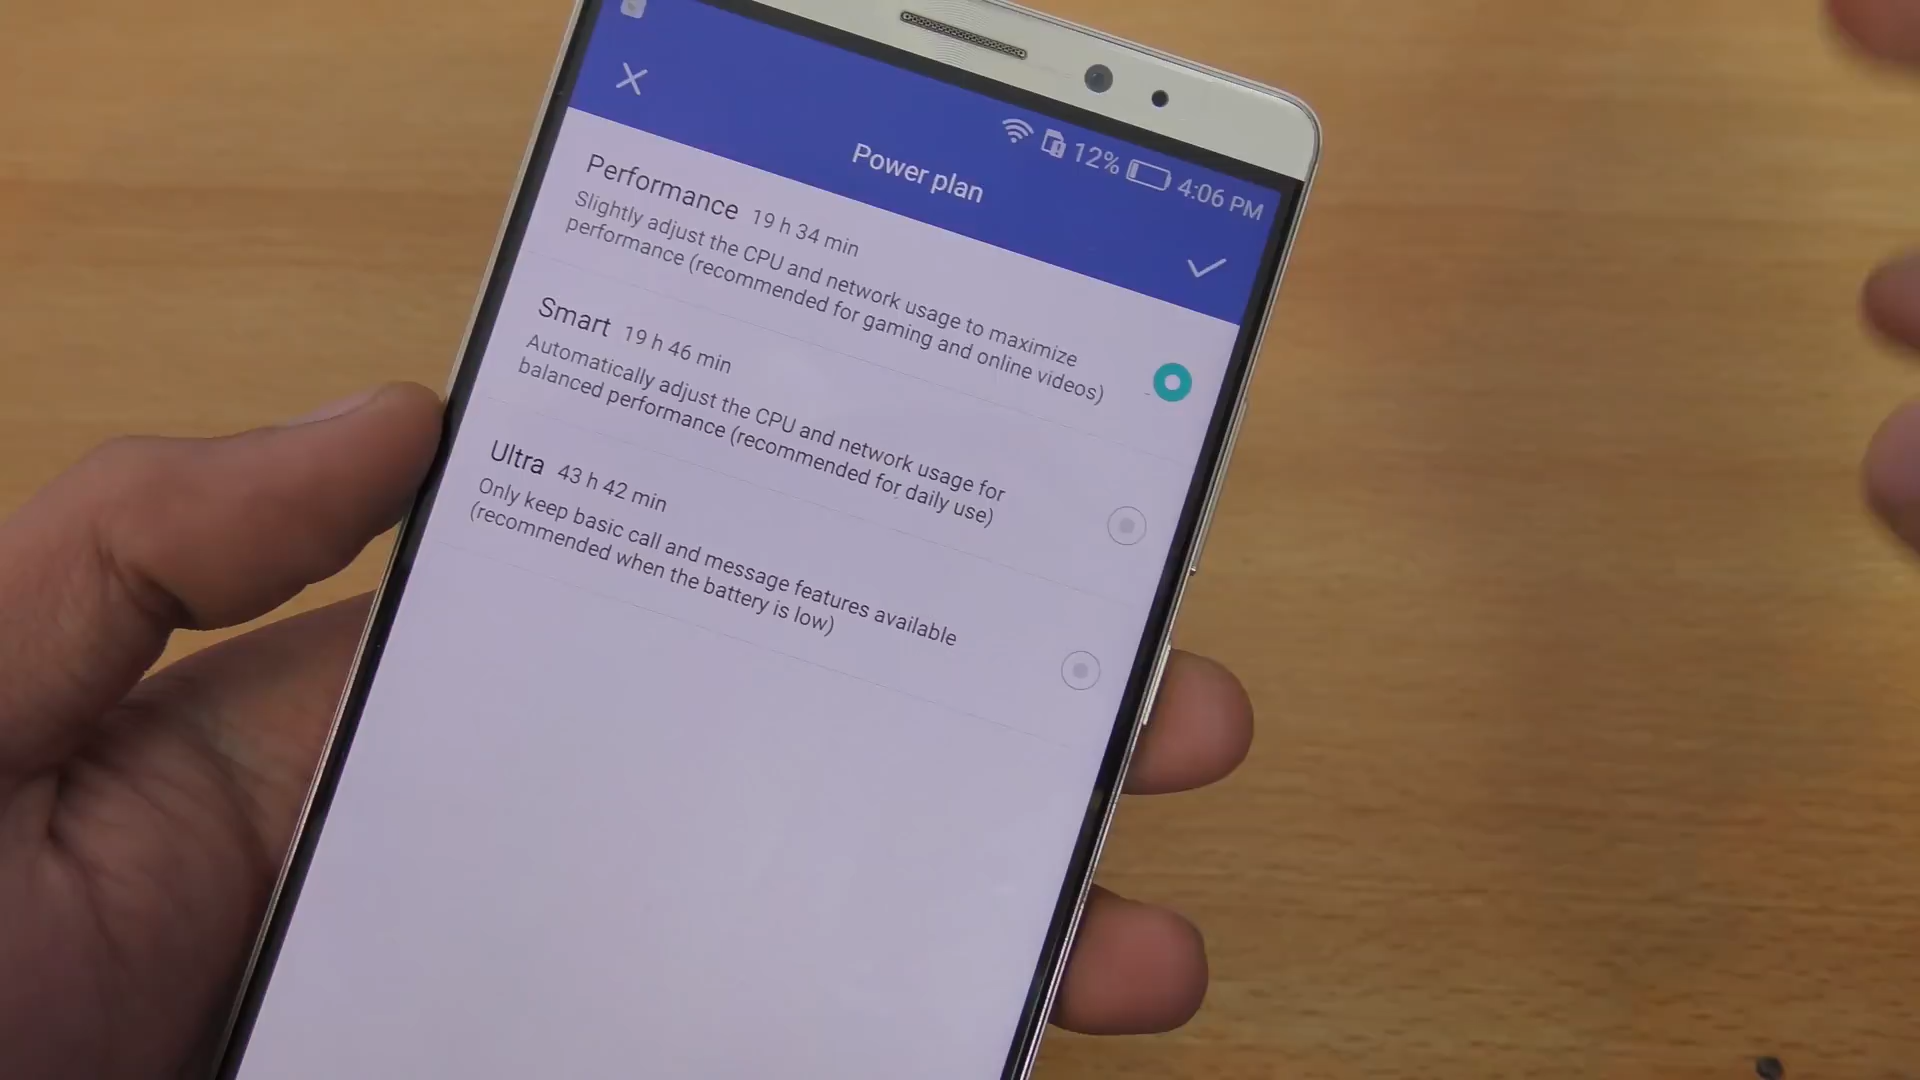 12% 4:06 PM
Power plan
Performance 19 h 34 min
Slightly adjust the CPU and network usage to maximize
performance (recommended for gaming and online videos)
Smart 19 h 46 min
Automatically adjust the CPU and network usage for
balanced performance (recommended for daily use)
Ultra 43 h 42 min
Only keep basic call and message features available
(recommended when the battery is low)